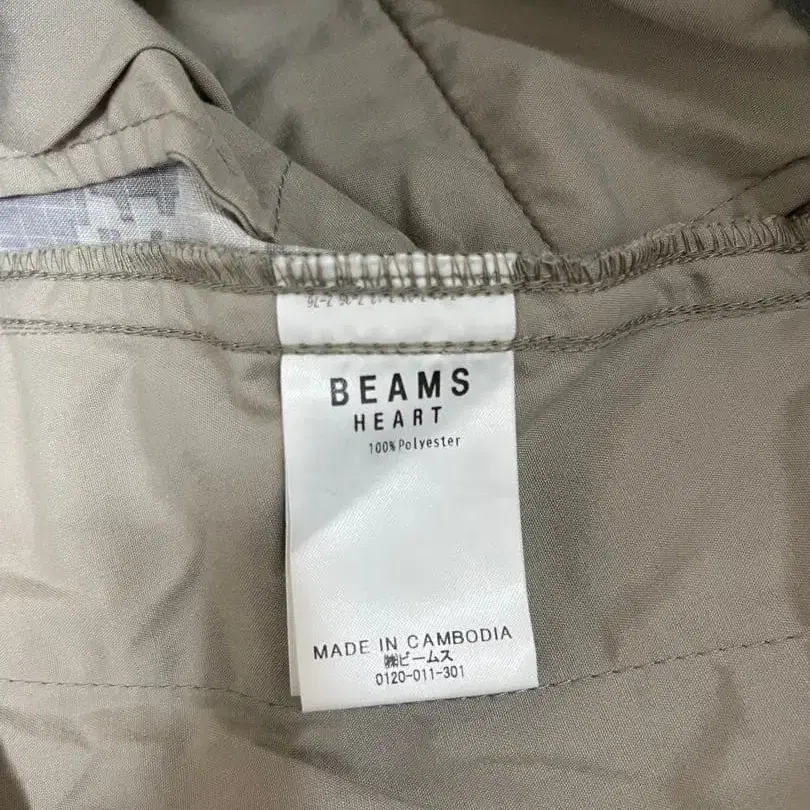 BEAMS
HEART
100% Polyester
MADE IN CAMBODIA
㈱ビームス
0120-011-301